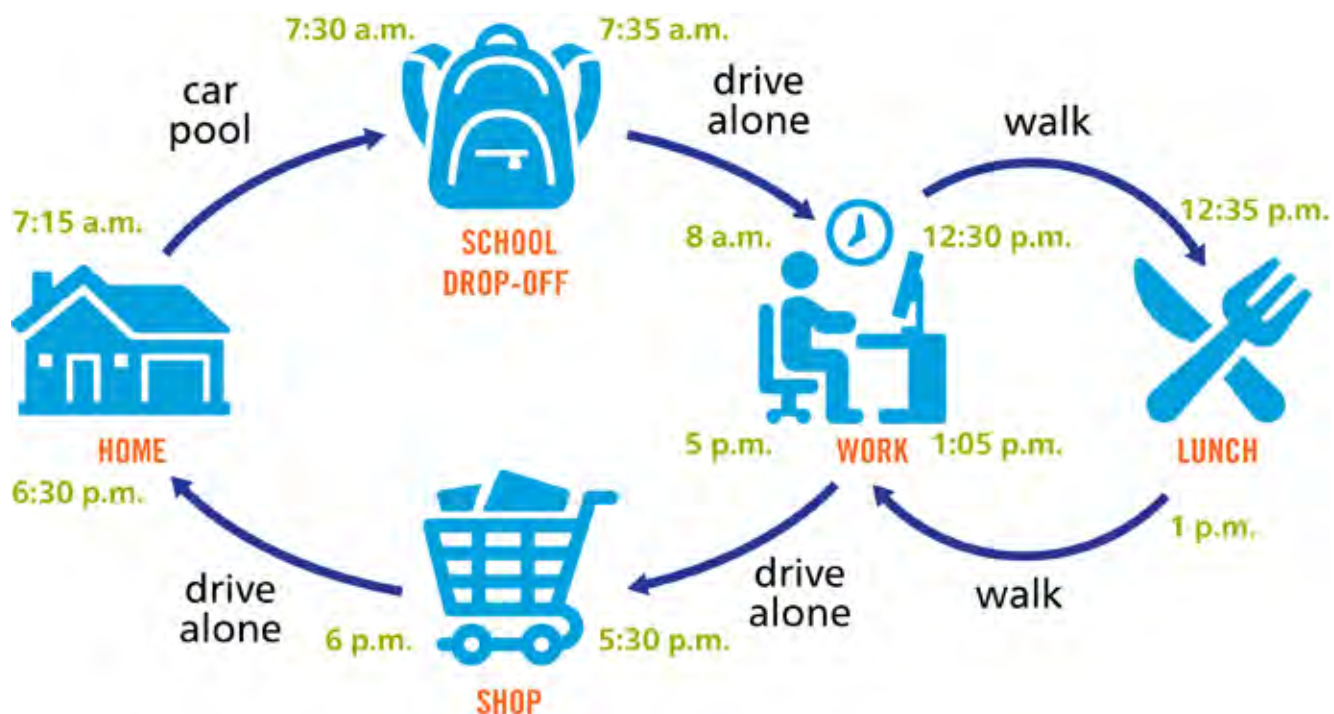 7:30 a.m.
7:35 a.m.
car
pool
drive
alone
walk
7:15 a.m.
12:35 p.m.
SCHOOL
DROP-OFF
8 a.m.
12:30 p.m.
HOME
5 p.m.
WORK
1:05 p.m.
LUNCH
6:30 p.m.
1 p.m.
drive
alone
drive
alone
walk
6 p.m.
5:30 p.m.
SHOP